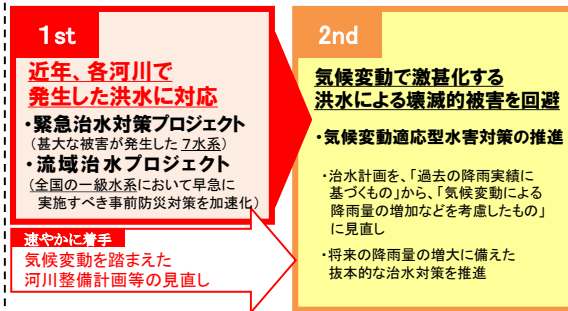 1st
近年、各河川で
発生した洪水に対応
・緊急治水対策プロジェクト
(甚大な被害が発生した 7水系)
・流域治水プロジェクト
(全国の一級水系において早急に
実施すべき事前防災対策を加速化)
速やかに着手
気候変動を踏まえた
河川整備計画等の見直し
2nd
気候変動で激甚化する
洪水による壊滅的被害を回避
・気候変動適応型水害対策の推進
・治水計画を、「過去の降雨実績に
基づくもの」から、「気候変動による
降雨量の増加などを考慮したもの」
に見直し
・将来の降雨量の増大に備えた
抜本的な治水対策を推進